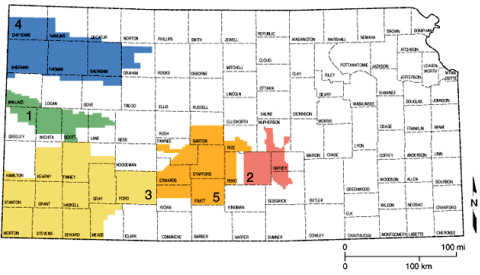 4
CHEYENNE RAWLINS DECATUR NORTON PHILLIPS SMITH JEWELL REPUBLIC WASHINGTON MARSHALL NEMAHA BROWN DONIPHAN
SHERMAN THOMAS SHERIDAN GRAHAM ROOKS OSBORNE MITCHELL CLOUD CLAY RILEY POTTAWATOMIE JACKSON ATCHISON
JEFFERSON LEAVEN-
WORTH WYAN-
DOTTE
LINCOLN OTTAWA
WALLACE LOGAN GOVE TREGO ELLIS RUSSELL GEARY WABAUNSEE SHAWNEE DOUGLAS JOHNSON
1
ELLSWORTH SALINE DICKINSON MORRIS
GREELEY WICHITA SCOTT LANE NESS RUSH BARTON RICE McPHERSON OSAGE FRANKLIN MIAMI
PAWNEE MARION CHASE LYON
HODGEMAN COFFEY ANDERSON LINN
HAMILTON KEARNY FINNEY EDWARDS STAFFORD RENO 2 HARVEY
GREENWOOD WOODSON ALLEN BOURBON
STANTON GRANT HASKELL GRAY FORD 3 PRATT 5
KIOWA KINGMAN SEDGWICK BUTLER
ELK WILSON NEOSHO CRAWFORD
MORTON STEVENS SEWARD MEADE CLARK COMANCHE BARBER HARPER SUMNER COWLEY CHAUTAUQUA MONTGOMERY LABETTE CHEROKEE
N
0 100 mi
0 100 km